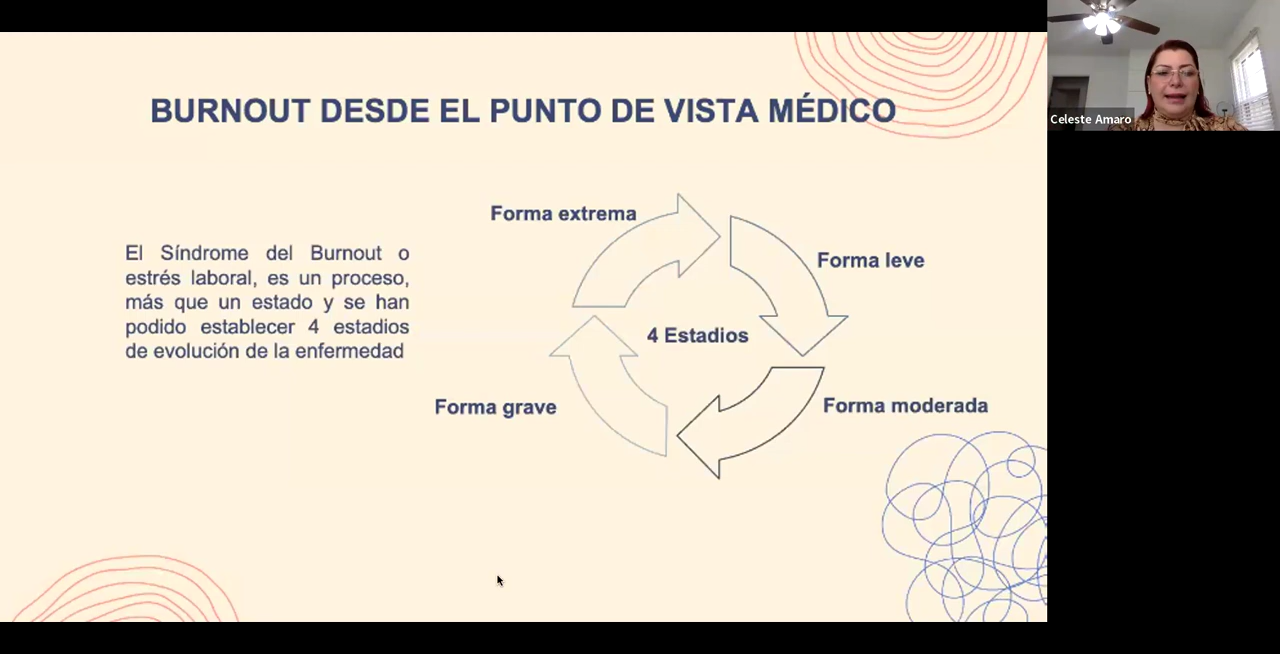 BURNOUT DESDE EL PUNTO DE VISTA MÉDICO
Celeste Amaro
El Síndrome del Burnout o
estrés laboral, es un proceso,
más que un estado y se han
podido establecer 4 estadios
de evolución de la enfermedad
Forma extrema
Forma leve
4 Estadios
Forma grave
Forma moderada